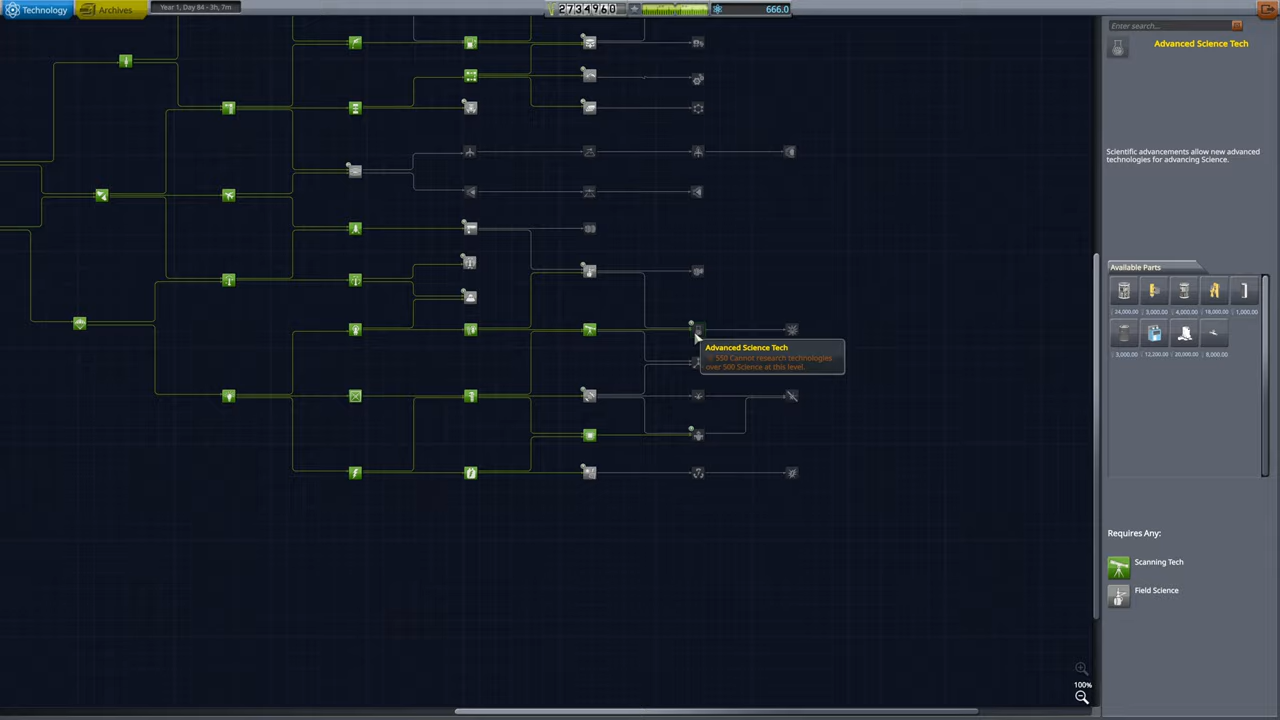 Technology
Archives
Year 1, Day 84 - 3h, 7m
2734960
666.0
Enter search...
Advanced Science Tech
Scientific advancements allow new advanced
technologies for advancing Science.
Available Parts
24,000.00
3,000.00
4,000.00
18,000.00
1,000.00
3,000.00
12,200.00
20,000.00
8,000.00
Advanced Science Tech
550 Cannot research technologies
over 500 Science at this level.
Requires Any:
Scanning Tech
Field Science
100%